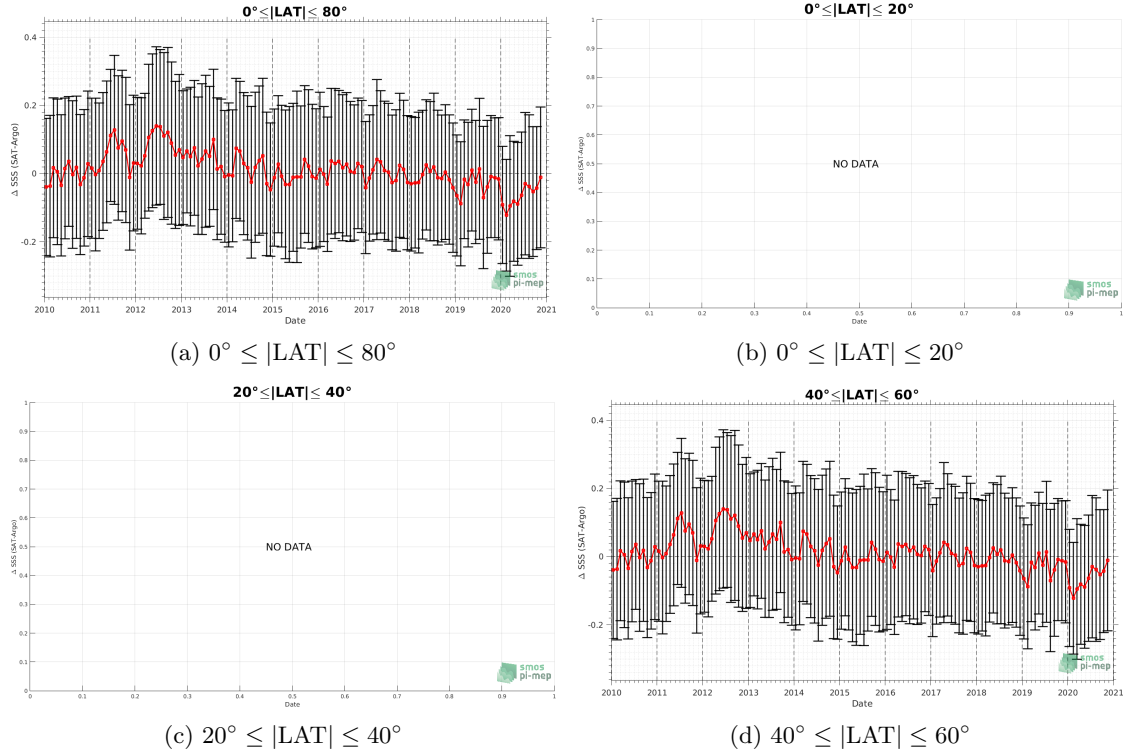 0°≤|LAT|≤ 80°
0.4
0.2
0
-0.2
Δ SSS (SAT-Argo)
2010 2011 2012 2013 2014 2015 2016 2017 2018 2019 2020 2021
Date
smos
pi-mep
(a) 0° ≤ |LAT| ≤ 80°
0°≤|LAT|≤ 20°
1
0.9
0.8
0.7
0.6
0.5
0.4
0.3
0.2
0.1
0
Δ SSS (SAT-Argo)
NO DATA
0 0.1 0.2 0.3 0.4 0.5 0.6 0.7 0.8 0.9 1
Date
smos
pi-mep
(b) 0° ≤ |LAT| ≤ 20°
20°≤|LAT|≤ 40°
1
0.9
0.8
0.7
0.6
0.5
0.4
0.3
0.2
0.1
0
Δ SSS (SAT-Argo)
NO DATA
0 0.1 0.2 0.3 0.4 0.5 0.6 0.7 0.8 0.9 1
Date
smos
pi-mep
(c) 20° ≤ |LAT| ≤ 40°
40°≤|LAT|≤ 60°
0.4
0.2
0
-0.2
Δ SSS (SAT-Argo)
2010 2011 2012 2013 2014 2015 2016 2017 2018 2019 2020 2021
Date
smos
pi-mep
(d) 40° ≤ |LAT| ≤ 60°